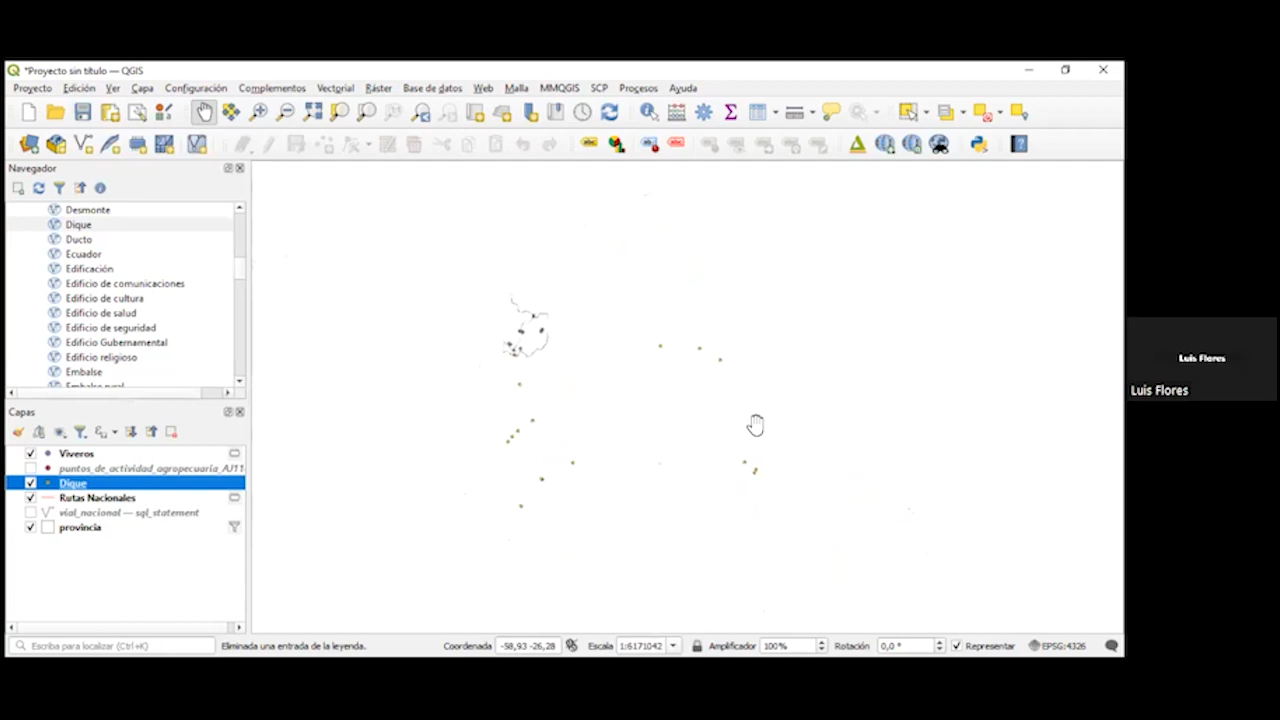 *Proyecto sin título — QGIS
Proyecto Edición Ver Capa Configuración Complementos Vectorial Ráster Base de datos Web Malla MMQGIS SCP Procesos Ayuda
Navegador
Desmonte
Dique
Ducto
Ecuador
Edificación
Edificio de comunicaciones
Edificio de cultura
Edificio de salud
Edificio de seguridad
Edificio Gubernamental
Edificio religioso
Embalse
Embalse rural
Capas
Viveros
puntos_de_actividad_agropecuaria_AJ11
Dique
Rutas Nacionales
vial_nacional — sql_statement
provincia
Escriba para localizar (Ctrl+K)
Eliminada una entrada de la leyenda.
Coordenada -58,93 -26,28
Escala 1:6171042
Amplificador 100%
Rotación 0,0 °
Representar
EPSG:4326
Luis Flores
Luis Flores